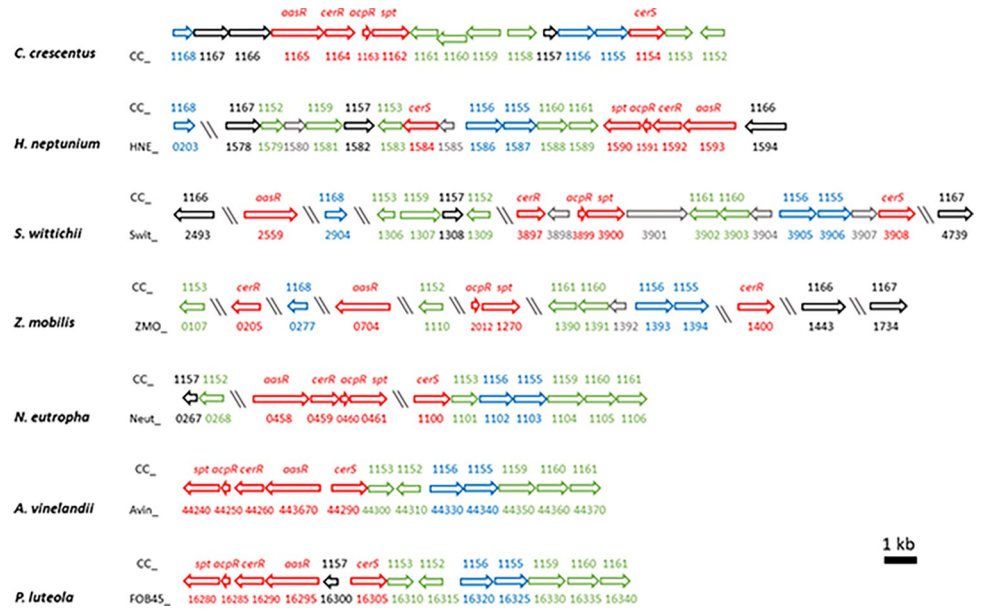 aasR cerR acpR spt cerS
C. crescentus CC_ 1168 1167 1166 1165 1164 1163 1162 1161 1160 1159 1158 1157 1156 1155 1154 1153 1152
CC_ 1168 1167 1152 1159 1157 1153 cerS 1156 1155 1160 1161 spt acpR cerR aasR 1166
H. neptunium HNE_ 0203 1578 1579 1580 1581 1582 1583 1584 1585 1586 1587 1588 1589 1590 1591 1592 1593 1594
CC_ 1166 aasR 1168 1153 1159 1157 1152 cerR acpR spt 1161 1160 1156 1155 cerS 1167
S. wittichii Swit_ 2493 2559 2904 1306 1307 1308 1309 3897 3898 3899 3900 3901 3902 3903 3904 3905 3906 3907 3908 4739
CC_ 1153 cerR 1168 aasR 1152 acpR spt 1161 1160 1156 1155 cerR 1166 1167
Z. mobilis ZMO_ 0107 0205 0277 0704 1110 2012 1270 1390 1391 1392 1393 1394 1400 1443 1734
CC_ 1157 1152 aasR cerR acpR spt cerS 1153 1156 1155 1159 1160 1161
N. eutropha Neut_ 0267 0268 0458 0459 0460 0461 1100 1101 1102 1103 1104 1105 1106
CC_ spt acpR cerR aasR cerS 1153 1152 1156 1155 1159 1160 1161
A. vinelandii Avin_ 44240 44250 44260 443670 44290 44300 44310 44330 44340 44350 44360 44370
1 kb
CC_ spt acpR cerR aasR 1157 cerS 1153 1152 1156 1155 1159 1160 1161
P. luteola FOB45_ 16280 16285 16290 16295 16300 16305 16310 16315 16320 16325 16330 16335 16340